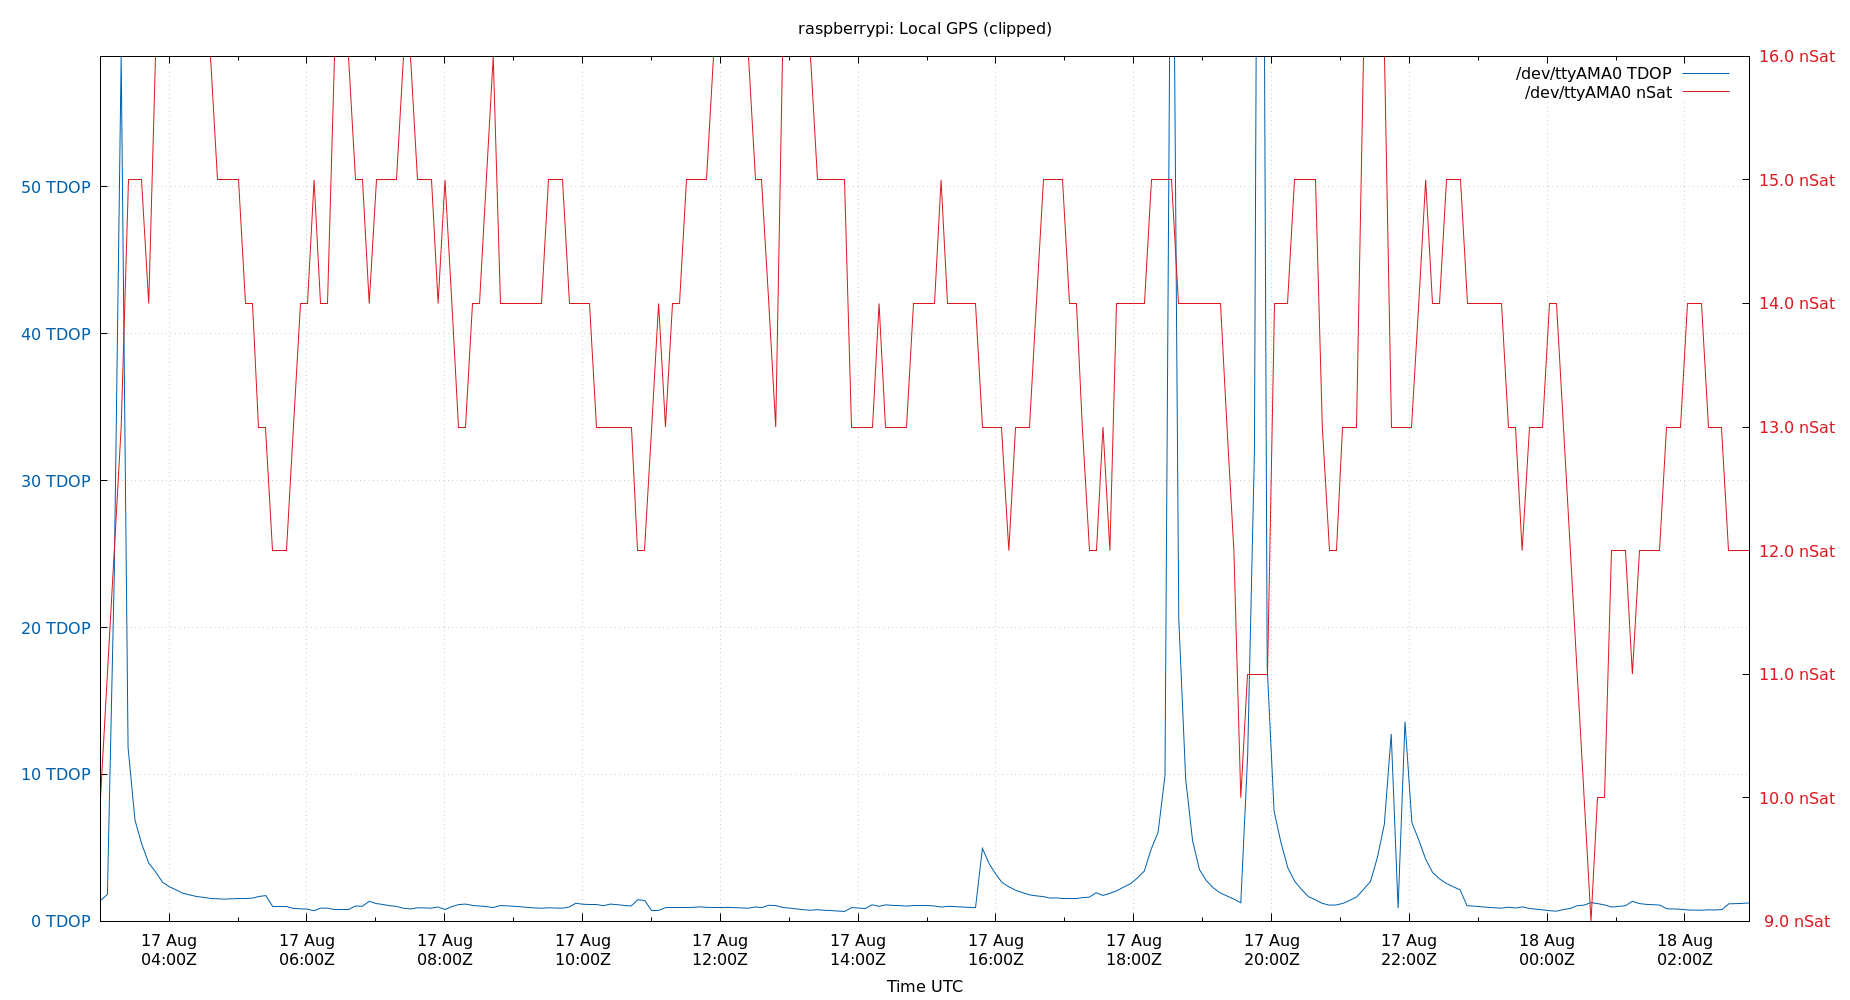 raspberrypi: Local GPS (clipped)
/dev/ttyAMA0 TDOP
/dev/ttyAMA0 nSat
50 TDOP
40 TDOP
30 TDOP
20 TDOP
10 TDOP
0 TDOP
16.0 nSat
15.0 nSat
14.0 nSat
13.0 nSat
12.0 nSat
11.0 nSat
10.0 nSat
9.0 nSat
17 Aug
04:00Z
17 Aug
06:00Z
17 Aug
08:00Z
17 Aug
10:00Z
17 Aug
12:00Z
17 Aug
14:00Z
17 Aug
16:00Z
17 Aug
18:00Z
17 Aug
20:00Z
17 Aug
22:00Z
18 Aug
00:00Z
18 Aug
02:00Z
Time UTC